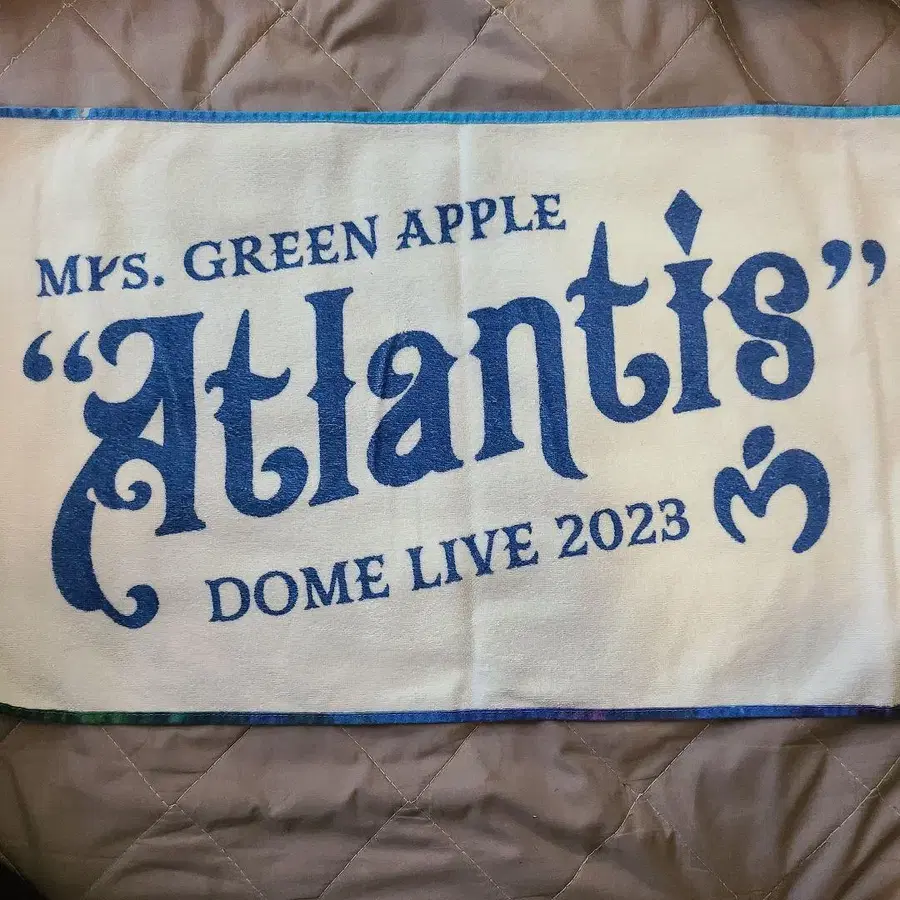 Mrs. GREEN APPLE
“Atlantis”
DOME LIVE 2023